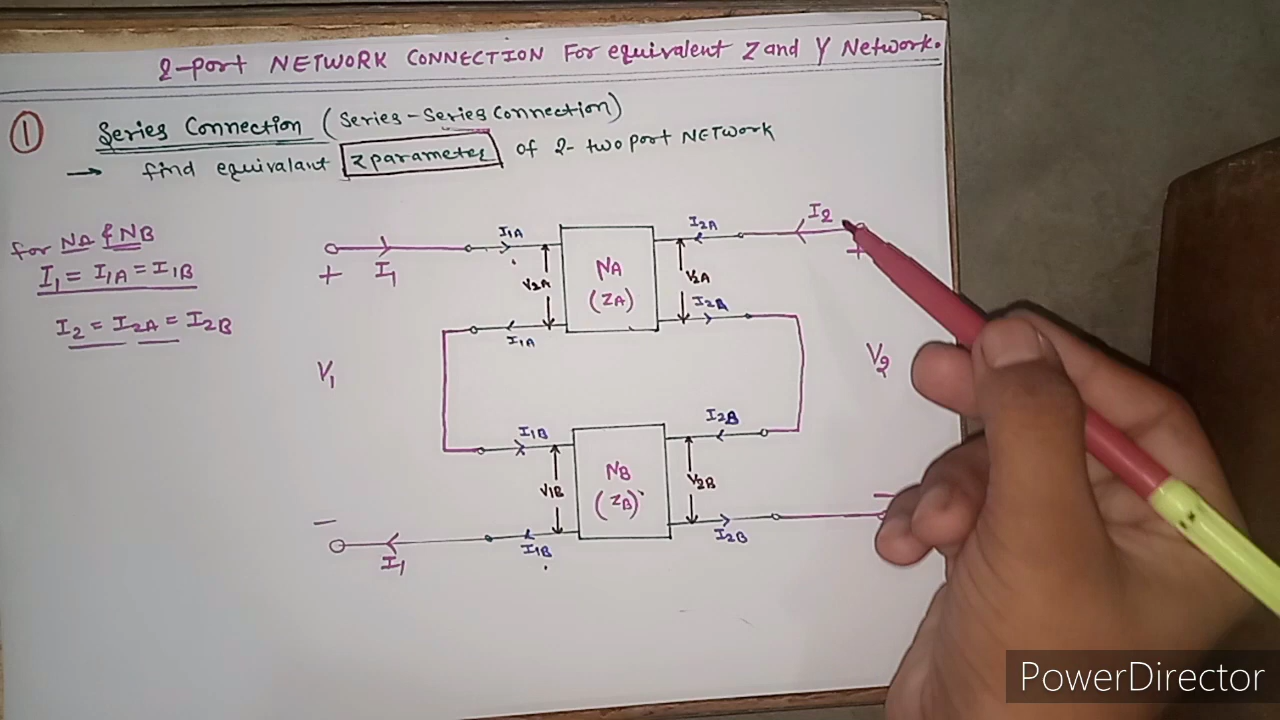 2-PORT NETWORK CONNECTION For equivalent Z and Y Network.
① Series Connection (Series-Series Connection)
→ find equivalant Z parameter of 2- two port NETWORK
for NA & NB
I1 = I1A = I1B
I2 = I2A = I2B
I1A
I2A
I2
+
I1
V2A
NA
(ZA)
V2A
+
I1A
I2A
V1
V2
I1B
I2B
V1B
NB
(ZB)
V2B
-
I1
I1B
I2B
-
PowerDirector